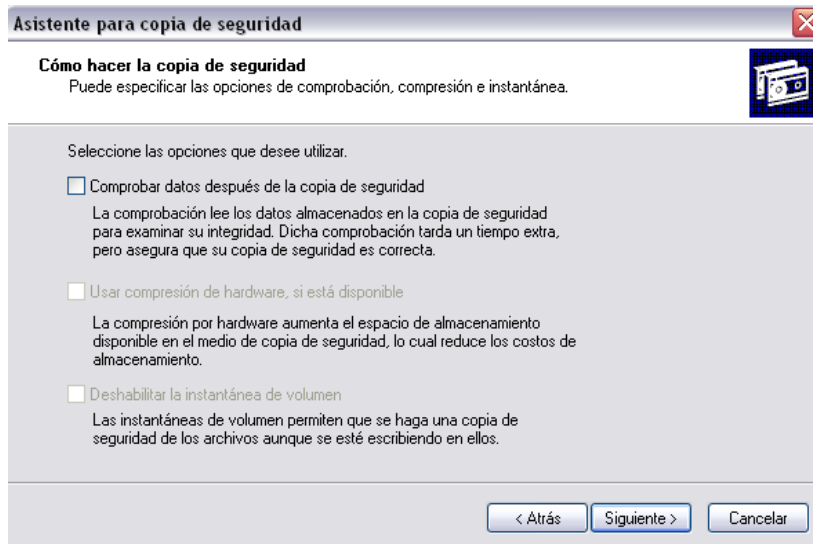 Asistente para copia de seguridad
Cómo hacer la copia de seguridad
Puede especificar las opciones de comprobación, compresión e instantánea.
Seleccione las opciones que desee utilizar.
Comprobar datos después de la copia de seguridad
La comprobación lee los datos almacenados en la copia de seguridad
para examinar su integridad. Dicha comprobación tarda un tiempo extra,
pero asegura que su copia de seguridad es correcta.
Usar compresión de hardware, si está disponible
La compresión por hardware aumenta el espacio de almacenamiento
disponible en el medio de copia de seguridad, lo cual reduce los costos de
almacenamiento.
Deshabilitar la instantánea de volumen
Las instantáneas de volumen permiten que se haga una copia de
seguridad de los archivos aunque se esté escribiendo en ellos.
< Atrás Siguiente > Cancelar